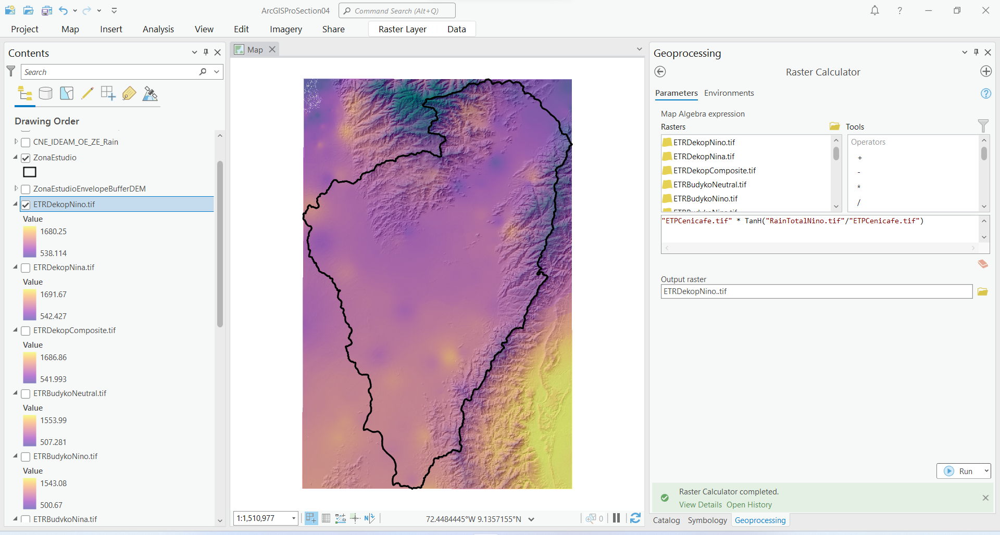 ArcGISProSection04
Command Search (Alt+Q)
?
Project
Map
Insert
Analysis
View
Edit
Imagery
Share
Raster Layer
Data
Contents
Search
Drawing Order
CNE_IDEAM_OE_ZE_Rain
ZonaEstudio
ZonaEstudioEnvelopeBufferDEM
ETRDekopNino.tif
Value
1680.25
538.114
ETRDekopNina.tif
Value
1691.67
542.427
ETRDekopComposite.tif
Value
1686.86
541.993
ETRBudykoNeutral.tif
Value
1553.99
507.281
ETRBudykoNino.tif
Value
1543.08
500.67
ETRBudykoNina.tif
Map
1:1,510,977
72.4484445°W 9.1357155°N
0
Geoprocessing
Raster Calculator
Parameters
Environments
?
Map Algebra expression
Rasters
Tools
ETRDekopNino.tif
ETRDekopNina.tif
ETRDekopComposite.tif
ETRBudykoNeutral.tif
ETRBudykoNino.tif
Operators
+
-
*
/
"ETPCenicafe.tif" * TanH("RainTotalNino.tif"/"ETPCenicafe.tif")
Output raster
ETRDekopNino..tif
Run
Raster Calculator completed.
View Details Open History
Catalog
Symbology
Geoprocessing